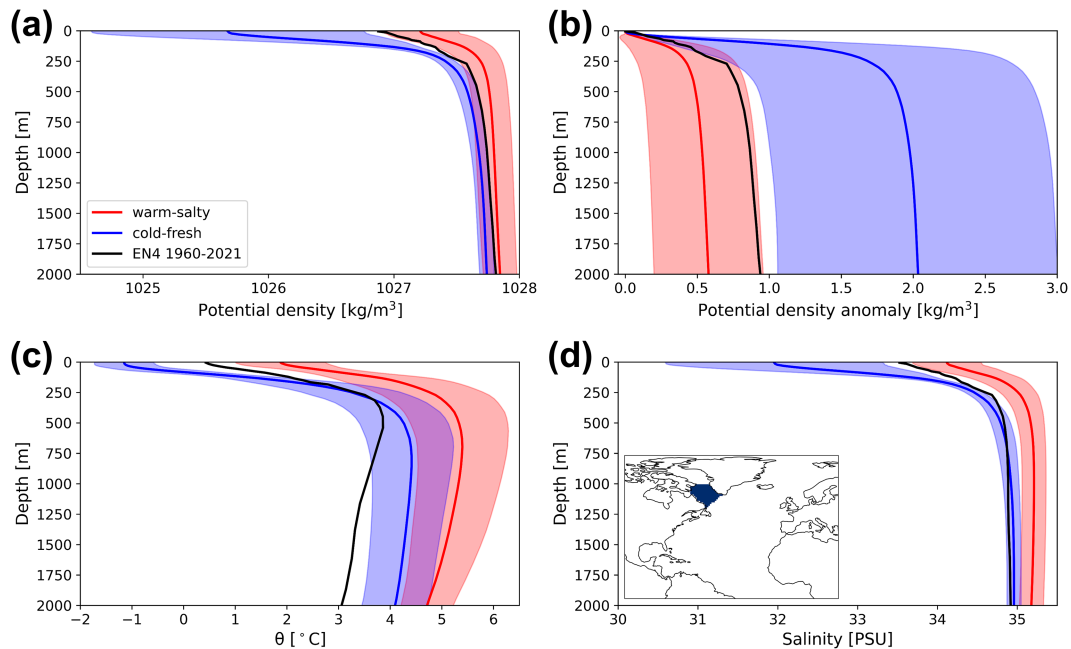 (a)
0
250
500
750
1000
1250
1500
1750
2000
Depth [m]
warm-salty
cold-fresh
EN4 1960-2021
1025 1026 1027 1028
Potential density [kg/m³]
(b)
0
250
500
750
1000
1250
1500
1750
2000
Depth [m]
0.0 0.5 1.0 1.5 2.0 2.5 3.0
Potential density anomaly [kg/m³]
(c)
0
250
500
750
1000
1250
1500
1750
2000
Depth [m]
−2 −1 0 1 2 3 4 5 6
θ [°C]
(d)
0
250
500
750
1000
1250
1500
1750
2000
Depth [m]
30 31 32 33 34 35
Salinity [PSU]